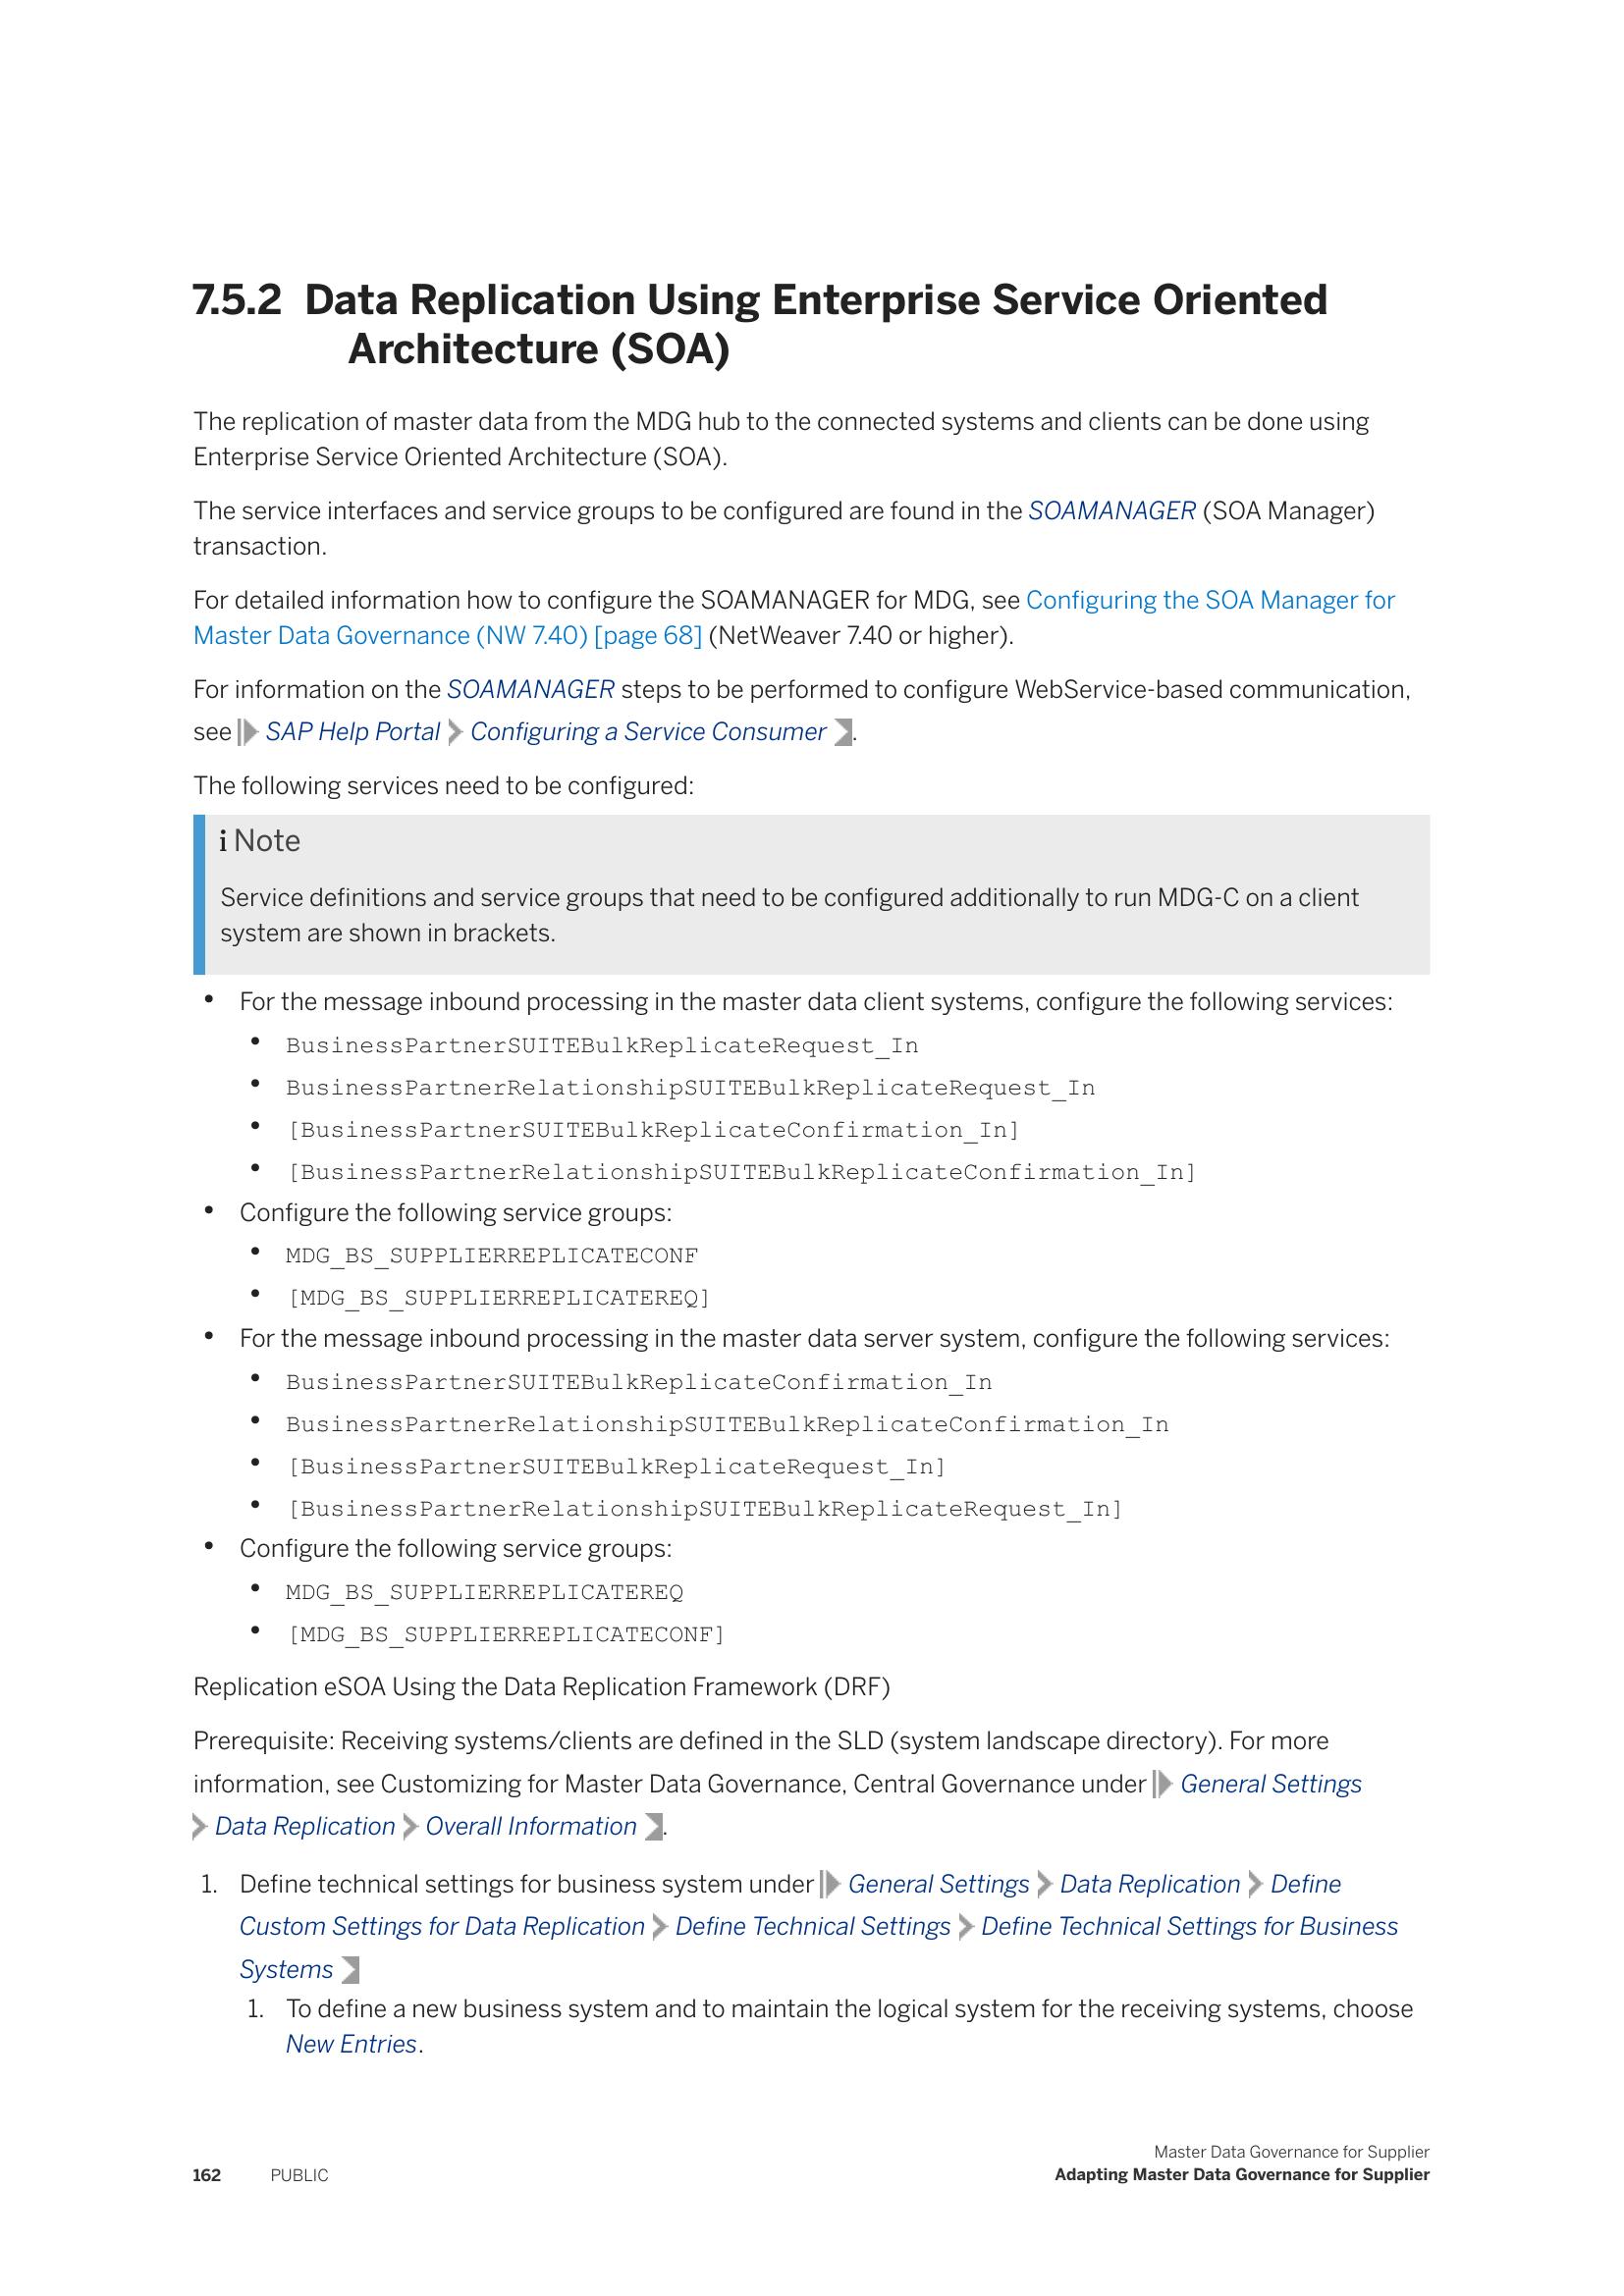 7.5.2 Data Replication Using Enterprise Service Oriented
Architecture (SOA)
The replication of master data from the MDG hub to the connected systems and clients can be done using
Enterprise Service Oriented Architecture (SOA).
The service interfaces and service groups to be configured are found in the SOAMANAGER (SOA Manager)
transaction.
For detailed information how to configure the SOAMANAGER for MDG, see Configuring the SOA Manager for
Master Data Governance (NW 7.40) [page 68] (NetWeaver 7.40 or higher).
For information on the SOAMANAGER steps to be performed to configure WebService-based communication,
see SAP Help Portal Configuring a Service Consumer .
The following services need to be configured:
i Note
Service definitions and service groups that need to be configured additionally to run MDG-C on a client
system are shown in brackets.
• For the message inbound processing in the master data client systems, configure the following services:
• BusinessPartnerSUITEBulkReplicateRequest_In
• BusinessPartnerRelationshipSUITEBulkReplicateRequest_In
• [BusinessPartnerSUITEBulkReplicateConfirmation_In]
• [BusinessPartnerRelationshipSUITEBulkReplicateConfirmation_In]
• Configure the following service groups:
• MDG_BS_SUPPLIERREPLICATECONF
• [MDG_BS_SUPPLIERREPLICATEREQ]
• For the message inbound processing in the master data server system, configure the following services:
• BusinessPartnerSUITEBulkReplicateConfirmation_In
• BusinessPartnerRelationshipSUITEBulkReplicateConfirmation_In
• [BusinessPartnerSUITEBulkReplicateRequest_In]
• [BusinessPartnerRelationshipSUITEBulkReplicateRequest_In]
• Configure the following service groups:
• MDG_BS_SUPPLIERREPLICATEREQ
• [MDG_BS_SUPPLIERREPLICATECONF]
Replication eSOA Using the Data Replication Framework (DRF)
Prerequisite: Receiving systems/clients are defined in the SLD (system landscape directory). For more
information, see Customizing for Master Data Governance, Central Governance under General Settings
Data Replication Overall Information .
1. Define technical settings for business system under General Settings Data Replication Define
Custom Settings for Data Replication Define Technical Settings Define Technical Settings for Business
Systems
1. To define a new business system and to maintain the logical system for the receiving systems, choose
New Entries.
Master Data Governance for Supplier
162 PUBLIC Adapting Master Data Governance for Supplier